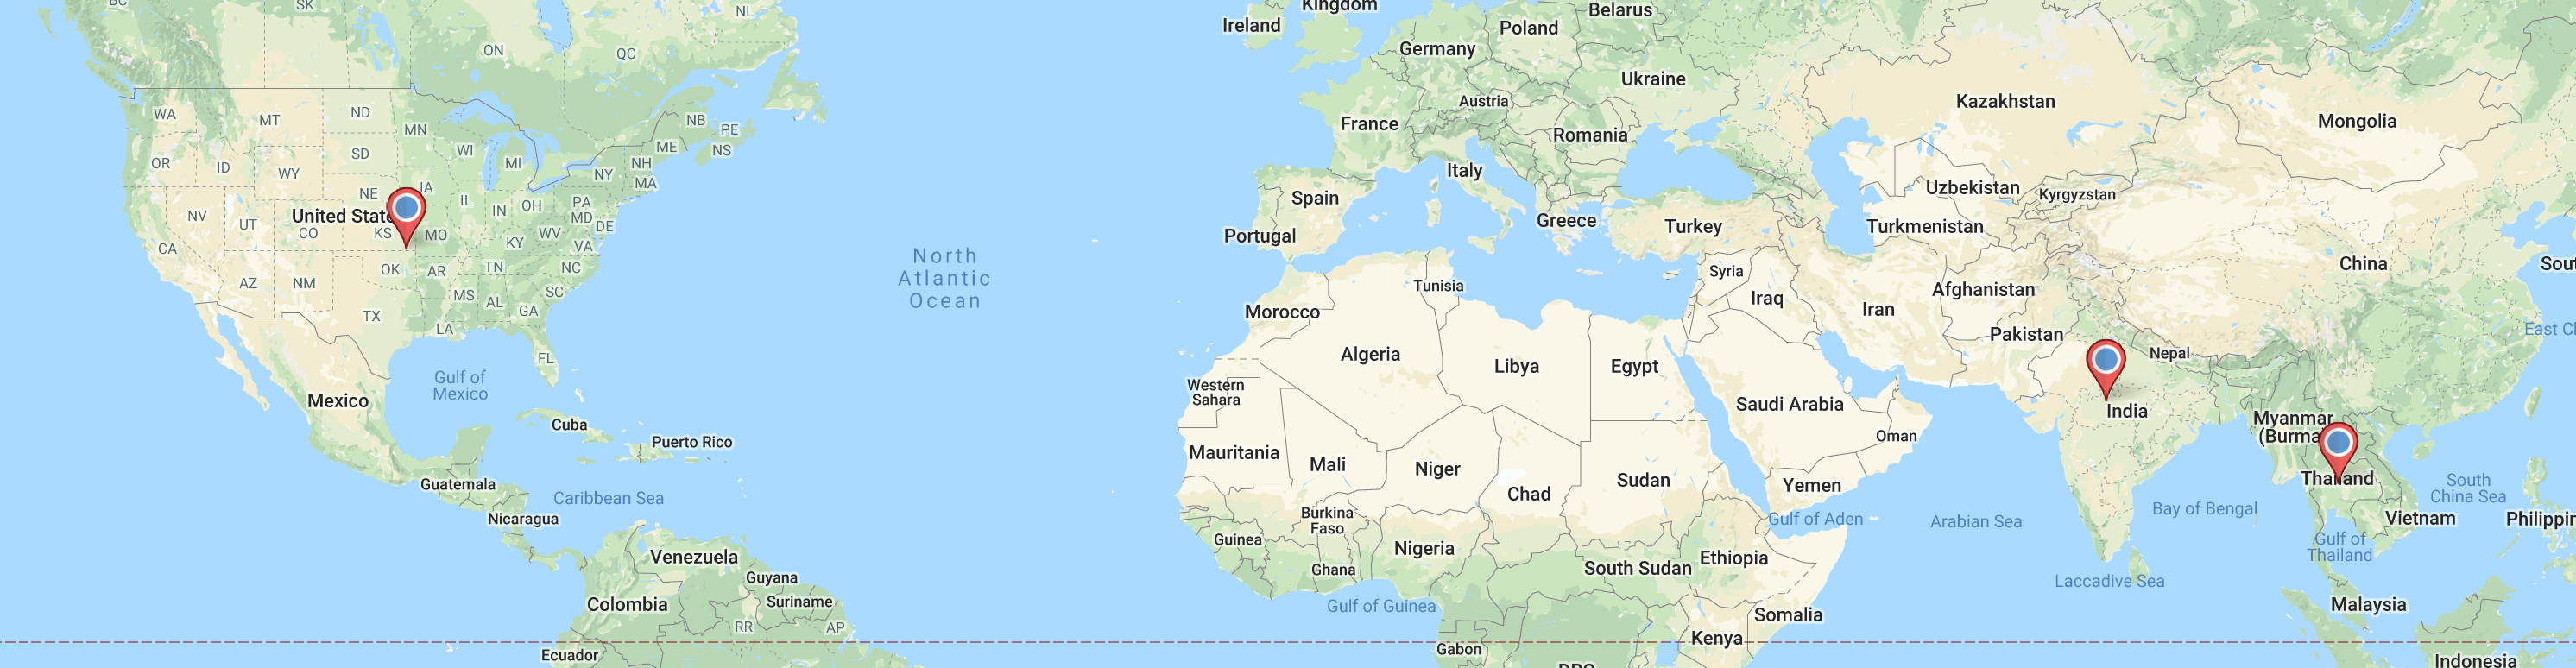 BC
SK
NL
Kingdom
Belarus
Ireland
Poland
ON
QC
Germany
Ukraine
Austria
Kazakhstan
WA
MT
ND
NB
PE
France
Romania
Mongolia
MN
OR
ID
SD
WI
MI
ME
NS
NH
Italy
WY
NY
MA
NE
IA
Spain
Uzbekistan
Kyrgyzstan
NV
UT
United State
IL
IN
OH
PA
MD
DE
Greece
Turkey
Turkmenistan
CO
KS
MO
KY
WV
VA
Portugal
CA
North
Atlantic
Ocean
OK
AR
TN
NC
Syria
China
Sou
AZ
NM
Tunisia
Iraq
Afghanistan
MS
AL
SC
GA
Morocco
Iran
TX
LA
Pakistan
East C
FL
Algeria
Libya
Egypt
Nepal
Gulf of
Mexico
Western
Sahara
Mexico
Saudi Arabia
India
Cuba
Puerto Rico
Oman
Myanmar
(Burma
Mauritania
Mali
Niger
Sudan
Thailand
Guatemala
Yemen
Chad
South
China Sea
Caribbean Sea
Nicaragua
Burkina
Faso
Gulf of Aden
Arabian Sea
Bay of Bengal
Vietnam
Philippin
Guinea
Nigeria
Ethiopia
Gulf of
Thailand
Venezuela
Ghana
South Sudan
Laccadive Sea
Guyana
Colombia
Suriname
Gulf of Guinea
Somalia
Malaysia
RR
AP
Kenya
Ecuador
Gabon
DRC
Indonesia